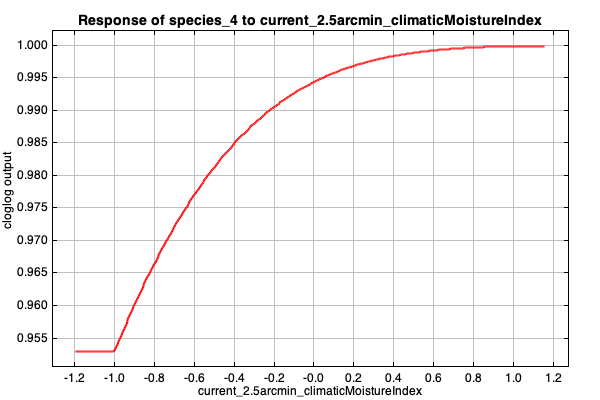 Response of species_4 to current_2.5arcmin_climaticMoistureIndex
cloglog output
1.000
0.995
0.990
0.985
0.980
0.975
0.970
0.965
0.960
0.955
-1.2 -1.0 -0.8 -0.6 -0.4 -0.2 -0.0 0.2 0.4 0.6 0.8 1.0 1.2
current_2.5arcmin_climaticMoistureIndex